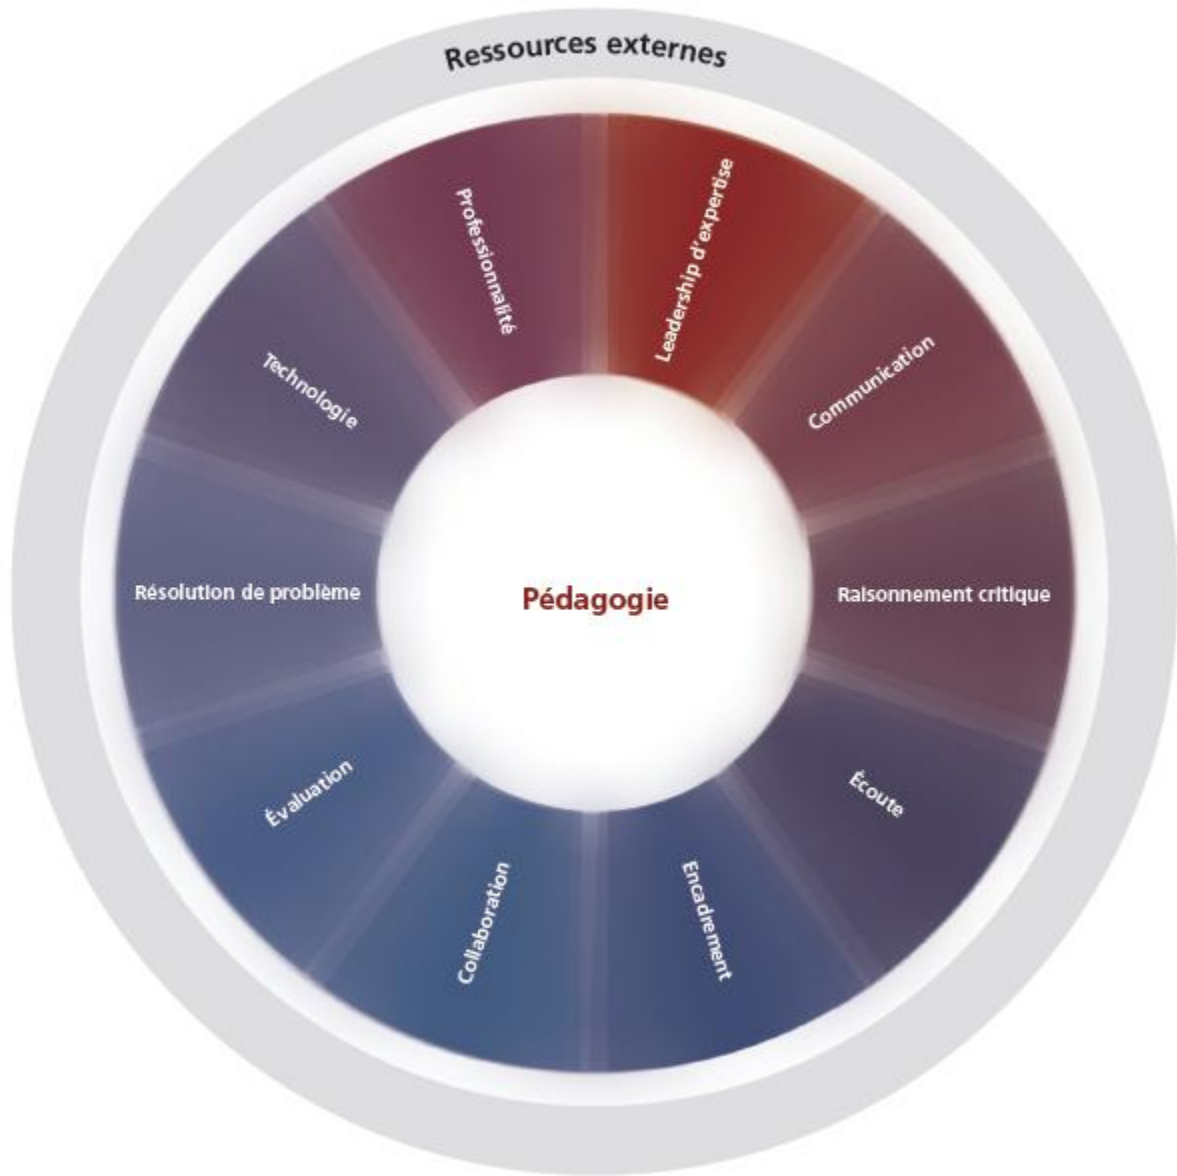 Ressources externes
Leadership d'expertise
Communication
Raisonnement critique
Écoute
Encadrement
Collaboration
Évaluation
Résolution de problème
Technologie
Professionnalité
Pédagogie